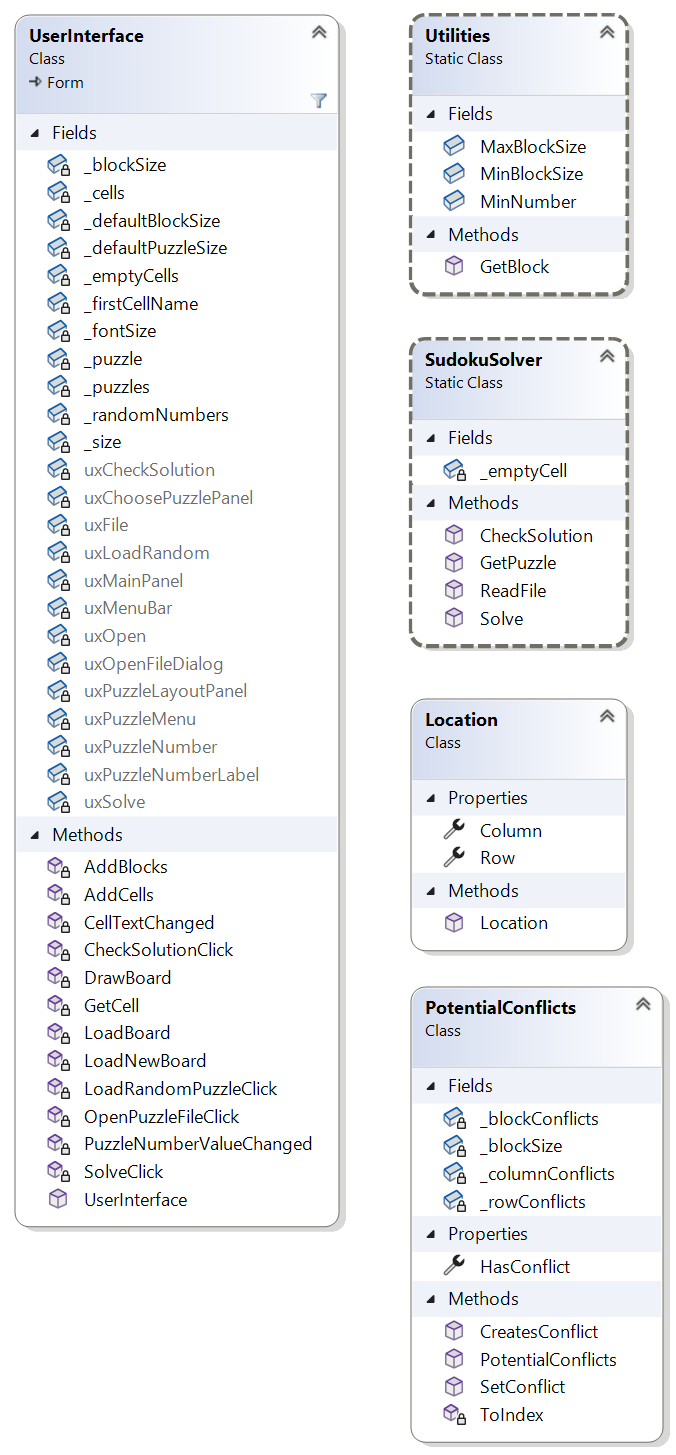 UserInterface
Class
Form
Fields
_blockSize
_cells
_defaultBlockSize
_defaultPuzzleSize
_emptyCells
_firstCellName
_fontSize
_puzzle
_puzzles
_randomNumbers
_size
uxCheckSolution
uxChoosePuzzlePanel
uxFile
uxLoadRandom
uxMainPanel
uxMenuBar
uxOpen
uxOpenFileDialog
uxPuzzleLayoutPanel
uxPuzzleMenu
uxPuzzleNumber
uxPuzzleNumberLabel
uxSolve
Methods
AddBlocks
AddCells
CellTextChanged
CheckSolutionClick
DrawBoard
GetCell
LoadBoard
LoadNewBoard
LoadRandomPuzzleClick
OpenPuzzleFileClick
PuzzleNumberValueChanged
SolveClick
UserInterface
Utilities
Static Class
Fields
MaxBlockSize
MinBlockSize
MinNumber
Methods
GetBlock
SudokuSolver
Static Class
Fields
_emptyCell
Methods
CheckSolution
GetPuzzle
ReadFile
Solve
Location
Class
Properties
Column
Row
Methods
Location
PotentialConflicts
Class
Fields
_blockConflicts
_blockSize
_columnConflicts
_rowConflicts
Properties
HasConflict
Methods
CreatesConflict
PotentialConflicts
SetConflict
ToIndex